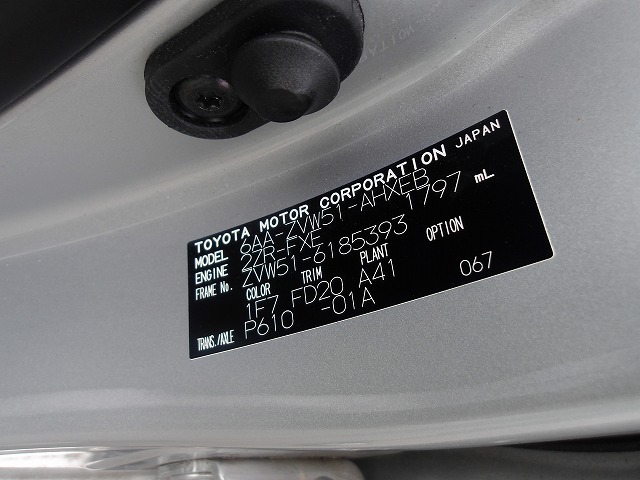 TOYOTA MOTOR CORPORATION JAPAN
MODEL 6AA-ZVW51-AHXEB
ENGINE 2ZR-FXE 1797 mL
FRAME No. ZVW51-6185393
COLOR TRIM PLANT OPTION
1F7 FD20 A41 067
TRANS./AXLE P610 -01A